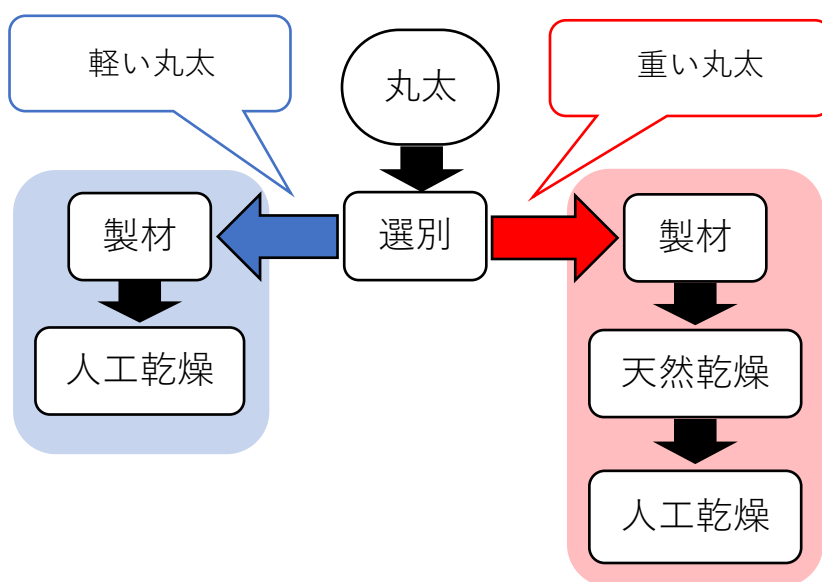 軽い丸太
丸太
重い丸太
製材
選別
製材
人工乾燥
天然乾燥
人工乾燥